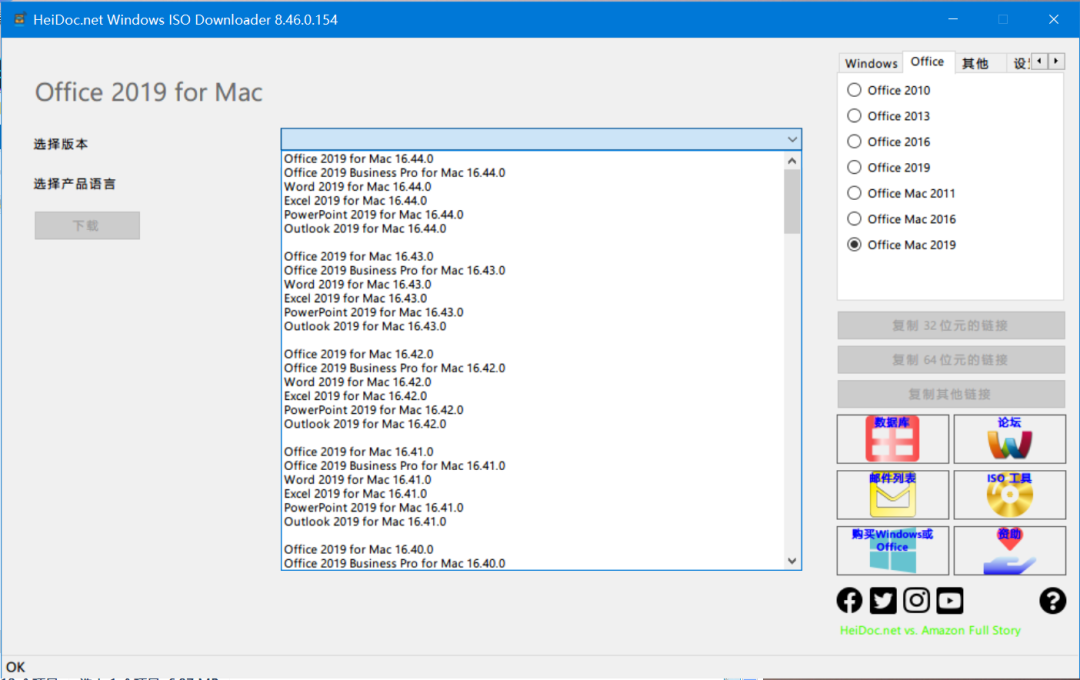 HeiDoc.net Windows ISO Downloader 8.46.0.154
Office 2019 for Mac
选择版本
选择产品语言
下载
Office 2019 for Mac 16.44.0
Office 2019 Business Pro for Mac 16.44.0
Word 2019 for Mac 16.44.0
Excel 2019 for Mac 16.44.0
PowerPoint 2019 for Mac 16.44.0
Outlook 2019 for Mac 16.44.0
Office 2019 for Mac 16.43.0
Office 2019 Business Pro for Mac 16.43.0
Word 2019 for Mac 16.43.0
Excel 2019 for Mac 16.43.0
PowerPoint 2019 for Mac 16.43.0
Outlook 2019 for Mac 16.43.0
Office 2019 for Mac 16.42.0
Office 2019 Business Pro for Mac 16.42.0
Word 2019 for Mac 16.42.0
Excel 2019 for Mac 16.42.0
PowerPoint 2019 for Mac 16.42.0
Outlook 2019 for Mac 16.42.0
Office 2019 for Mac 16.41.0
Office 2019 Business Pro for Mac 16.41.0
Word 2019 for Mac 16.41.0
Excel 2019 for Mac 16.41.0
PowerPoint 2019 for Mac 16.41.0
Outlook 2019 for Mac 16.41.0
Office 2019 for Mac 16.40.0
Office 2019 Business Pro for Mac 16.40.0
Windows Office 其他
Office 2010
Office 2013
Office 2016
Office 2019
Office Mac 2011
Office Mac 2016
Office Mac 2019
复制 32 位元的链接
复制 64 位元的链接
复制其他链接
数据库
论坛
邮件列表
ISO 工具
购买Windows或
Office
资助
HeiDoc.net vs. Amazon Full Story
OK